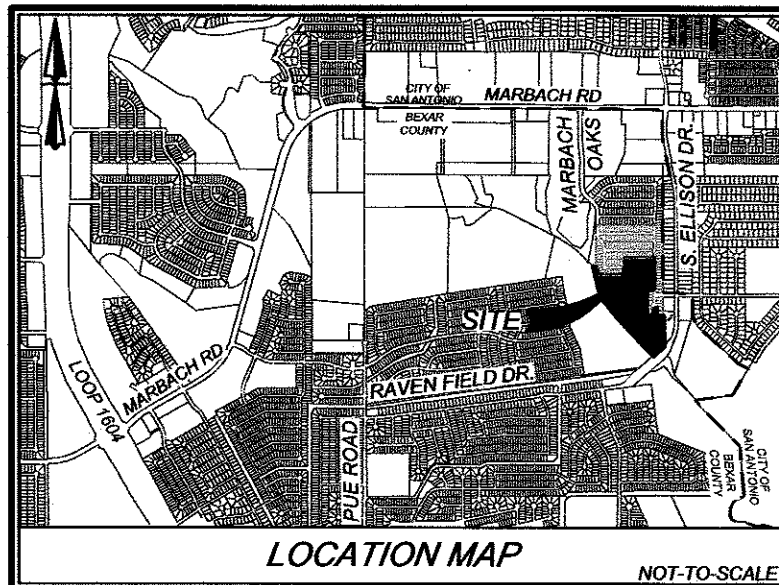 CITY OF
SAN ANTONIO
BEXAR
COUNTY
MARBACH RD
MARBACH
OAKS
S. ELLISON DR.
SITE
RAVEN FIELD DR.
MARBACH RD
LOOP 1604
PUE ROAD
CITY OF
SAN ANTONIO
BEXAR
COUNTY
LOCATION MAP
NOT-TO-SCALE